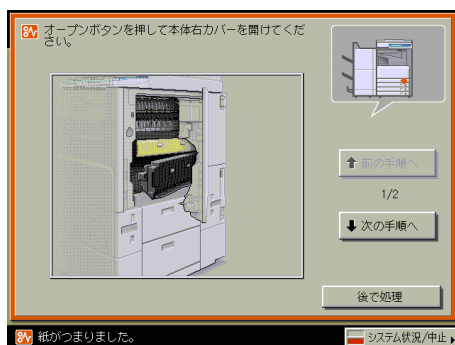 オープンボタンを押して本体右カバーを開けてくだ
さい。
前の手順へ
1/2
次の手順へ
後で処理
紙がつまりました。
システム状況/中止